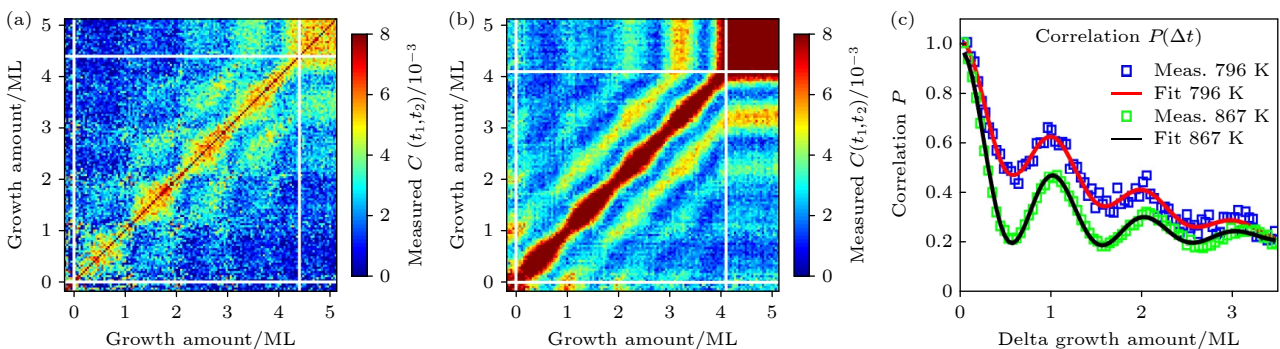 (a)
5
4
3
2
1
0
Growth amount/ML
0 1 2 3 4 5
Growth amount/ML
8
6
4
2
0
Measured C (t1,t2)/10−3
(b)
5
4
3
2
1
0
Growth amount/ML
0 1 2 3 4 5
Growth amount/ML
8
6
4
2
0
Measured C(t1,t2)/10−3
(c)
1.0
0.8
0.6
0.4
0.2
0
Correlation P
Correlation P(Δt)
Meas. 796 K
Fit 796 K
Meas. 867 K
Fit 867 K
0 1 2 3
Delta growth amount/ML